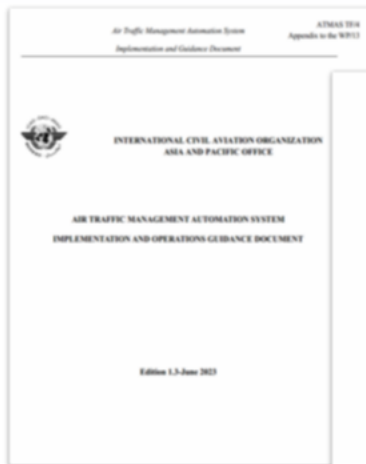 Air Traffic Management Automation System
Implementation and Guidance Document
ATMAS TF/4
Appendix to the WP/13
INTERNATIONAL CIVIL AVIATION ORGANIZATION
ASIA AND PACIFIC OFFICE
AIR TRAFFIC MANAGEMENT AUTOMATION SYSTEM
IMPLEMENTATION AND OPERATIONS GUIDANCE DOCUMENT
Edition 1.3-June 2023